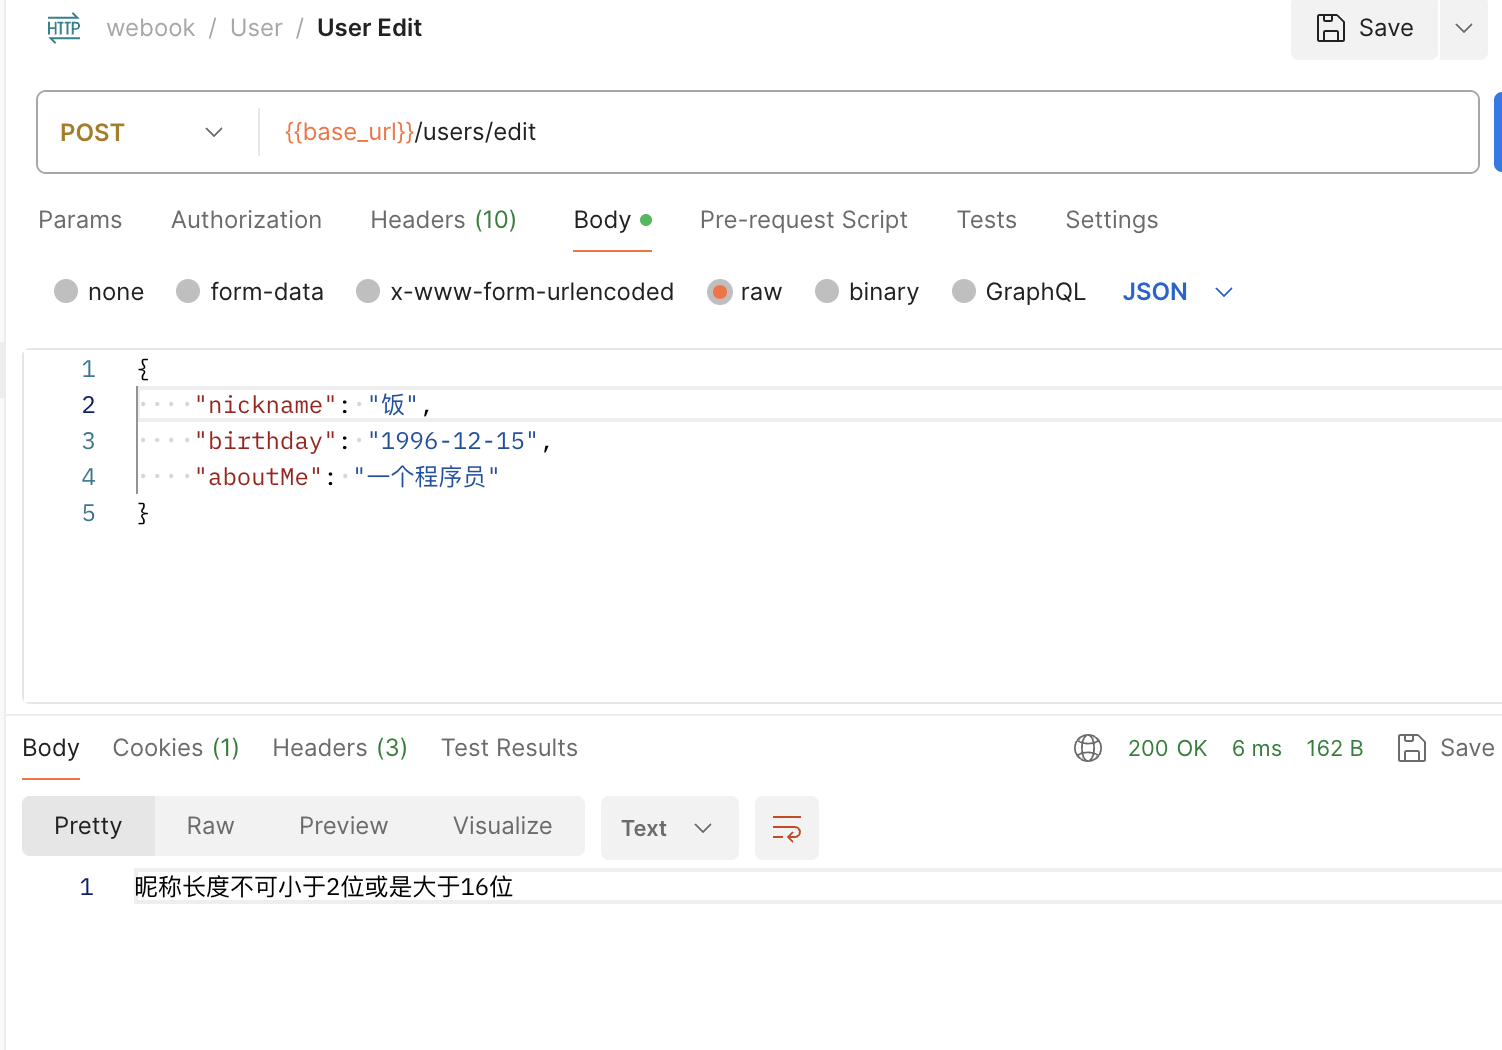 HTTP webook / User / User Edit Save
POST {{base_url}}/users/edit
Params Authorization Headers (10) Body Pre-request Script Tests Settings
none form-data x-www-form-urlencoded raw binary GraphQL JSON
1 {
2 "nickname": "饭",
3 "birthday": "1996-12-15",
4 "aboutMe": "一个程序员"
5 }
Body Cookies (1) Headers (3) Test Results 200 OK 6 ms 162 B Save
Pretty Raw Preview Visualize Text
1 昵称长度不可小于2位或是大于16位